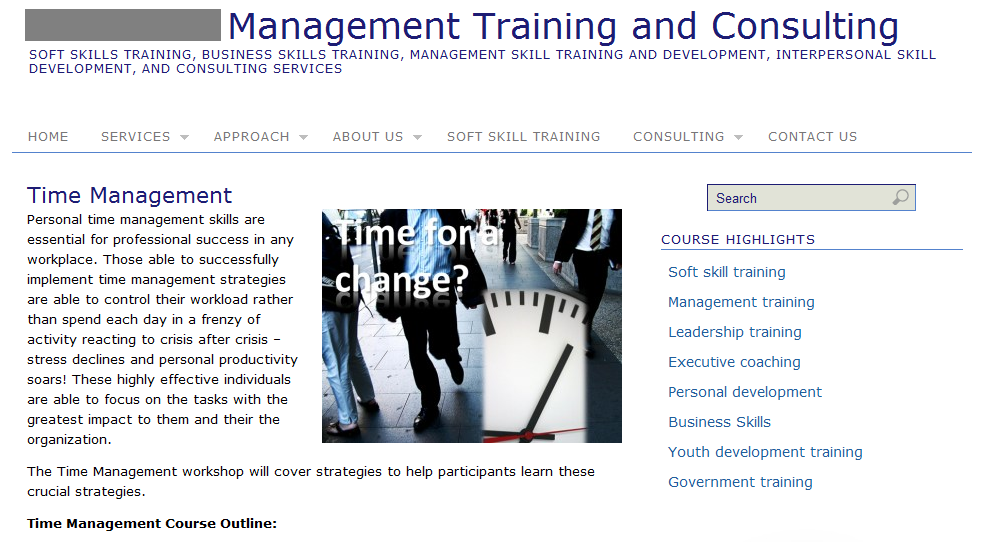 Management Training and Consulting
SOFT SKILLS TRAINING, BUSINESS SKILLS TRAINING, MANAGEMENT SKILL TRAINING AND DEVELOPMENT, INTERPERSONAL SKILL
DEVELOPMENT, AND CONSULTING SERVICES
HOME SERVICES APPROACH ABOUT US SOFT SKILL TRAINING CONSULTING CONTACT US
Time Management
Personal time management skills are
essential for professional success in any
workplace. Those able to successfully
implement time management strategies
are able to control their workload rather
than spend each day in a frenzy of
activity reacting to crisis after crisis –
stress declines and personal productivity
soars! These highly effective individuals
are able to focus on the tasks with the
greatest impact to them and their the
organization.
Time for a
change?
The Time Management workshop will cover strategies to help participants learn these
crucial strategies.
Time Management Course Outline:
Search
COURSE HIGHLIGHTS
Soft skill training
Management training
Leadership training
Executive coaching
Personal development
Business Skills
Youth development training
Government training